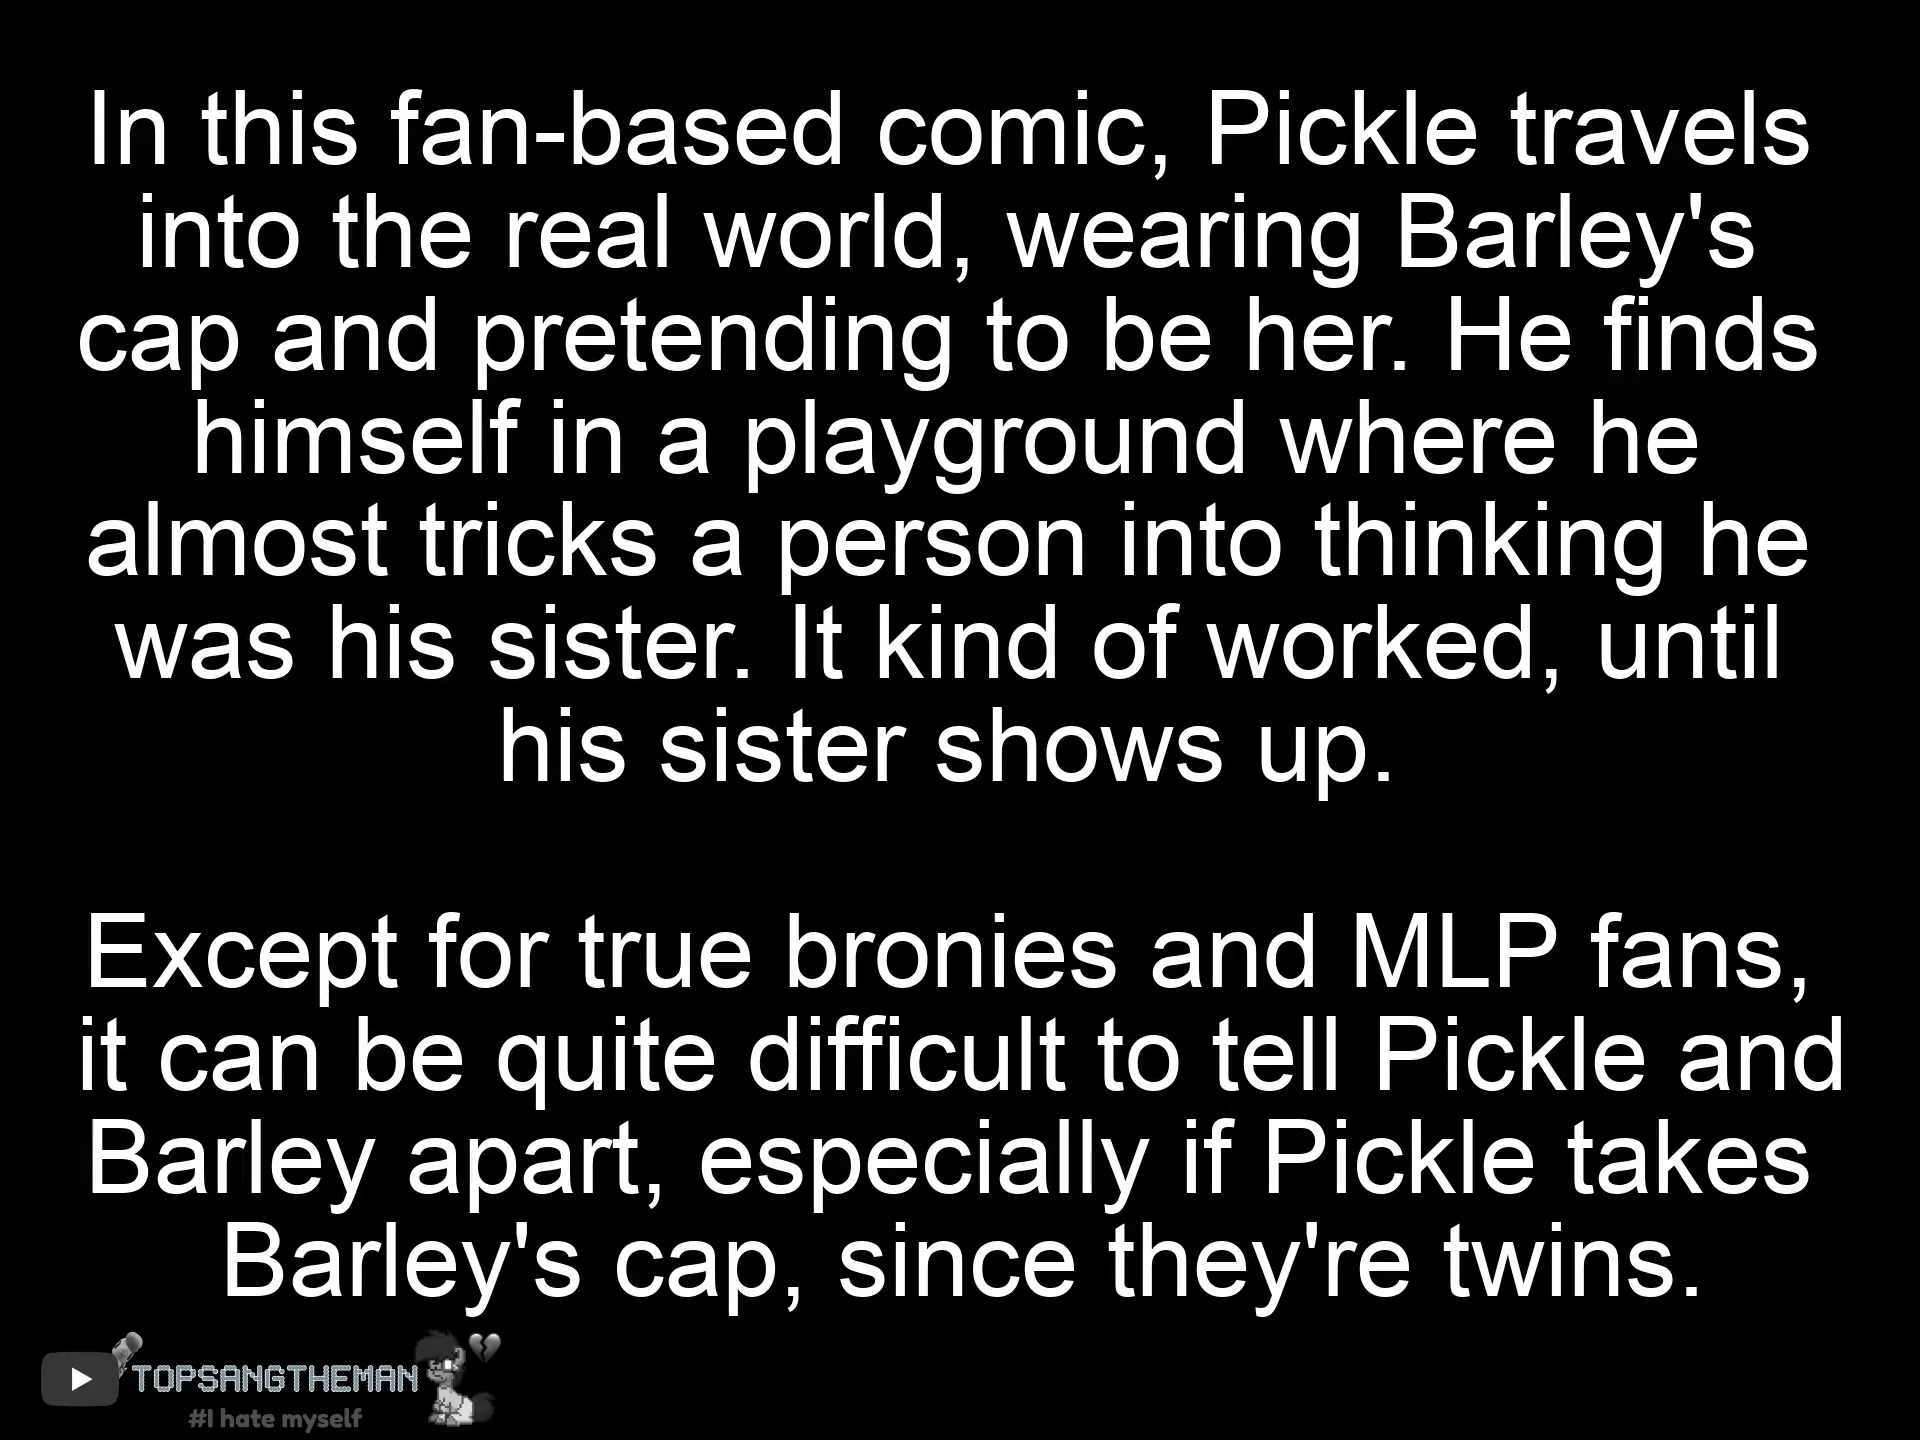 In this fan-based comic, Pickle travels
into the real world, wearing Barley's
cap and pretending to be her. He finds
himself in a playground where he
almost tricks a person into thinking he
was his sister. It kind of worked, until
his sister shows up.
Except for true bronies and MLP fans,
it can be quite difficult to tell Pickle and
Barley apart, especially if Pickle takes
Barley's cap, since they're twins.
TOPSANGTHEMAN
#I hate myself